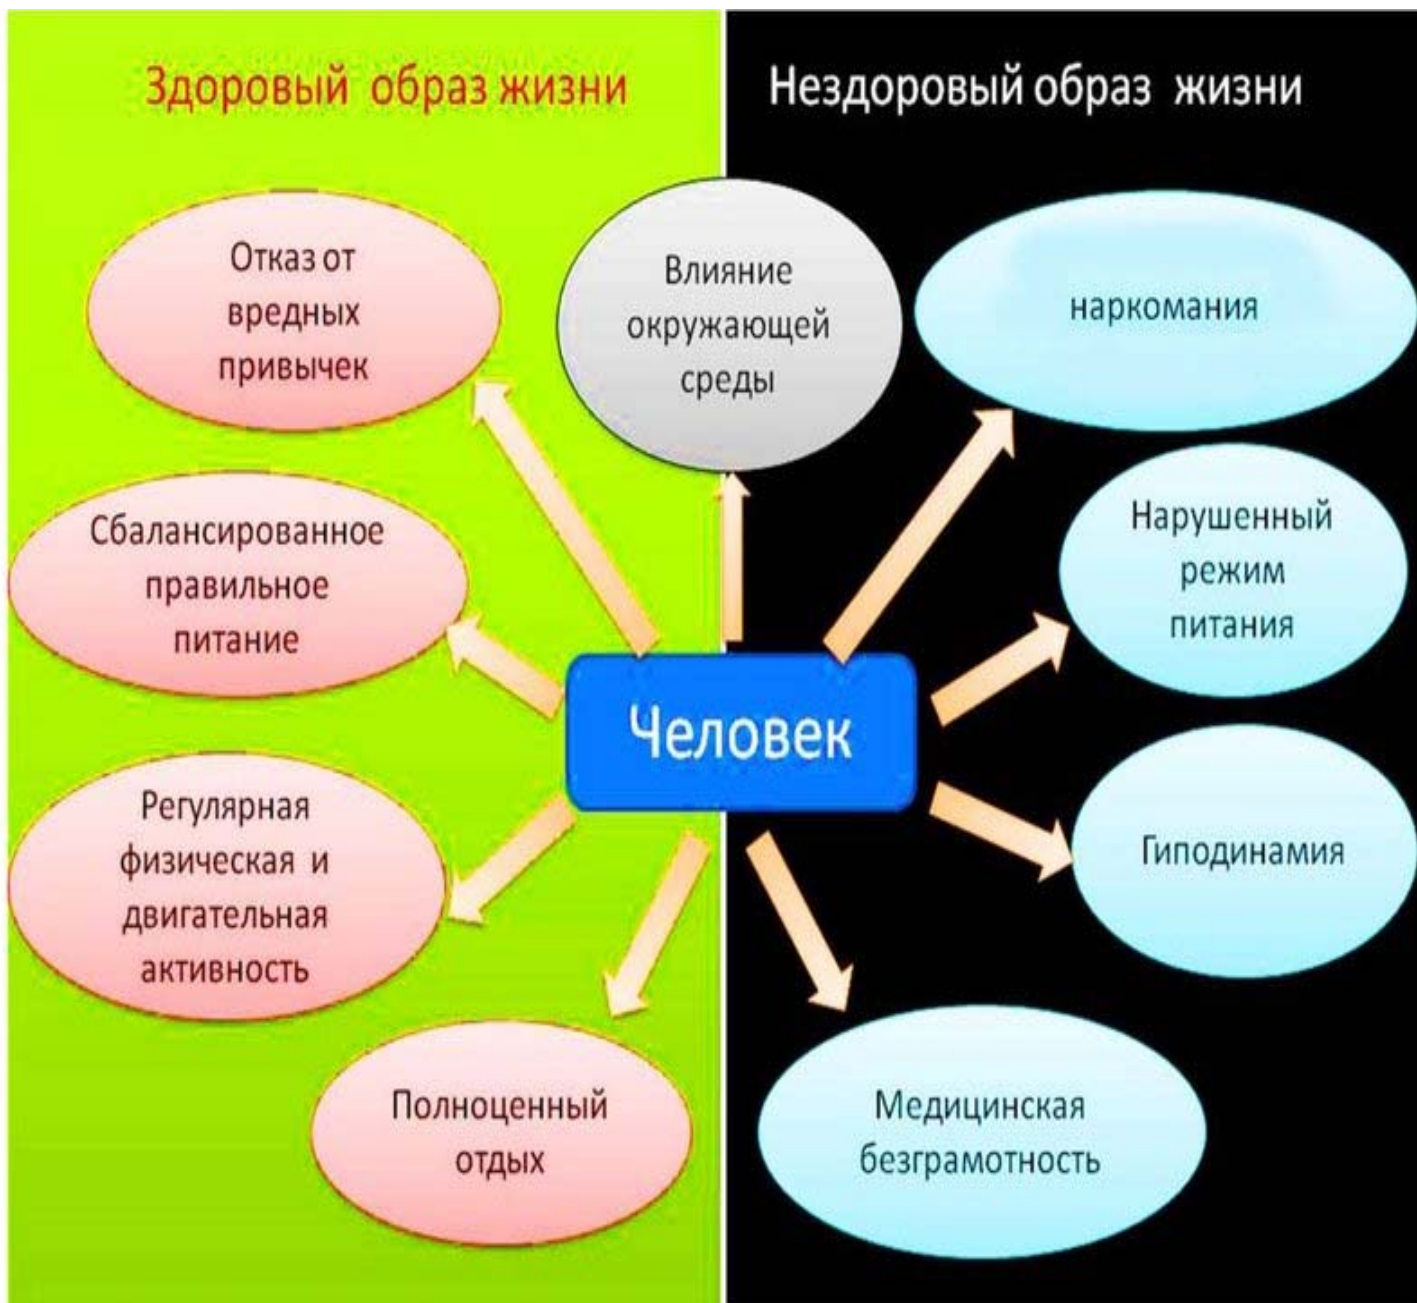 Здоровый образ жизни
Нездоровый образ жизни
Отказ от
вредных
привычек
Влияние
окружающей
среды
наркомания
Сбалансированное
правильное
питание
Нарушенный
режим
питания
Человек
Регулярная
физическая и
двигательная
активность
Гиподинамия
Полноценный
отдых
Медицинская
безграмотность